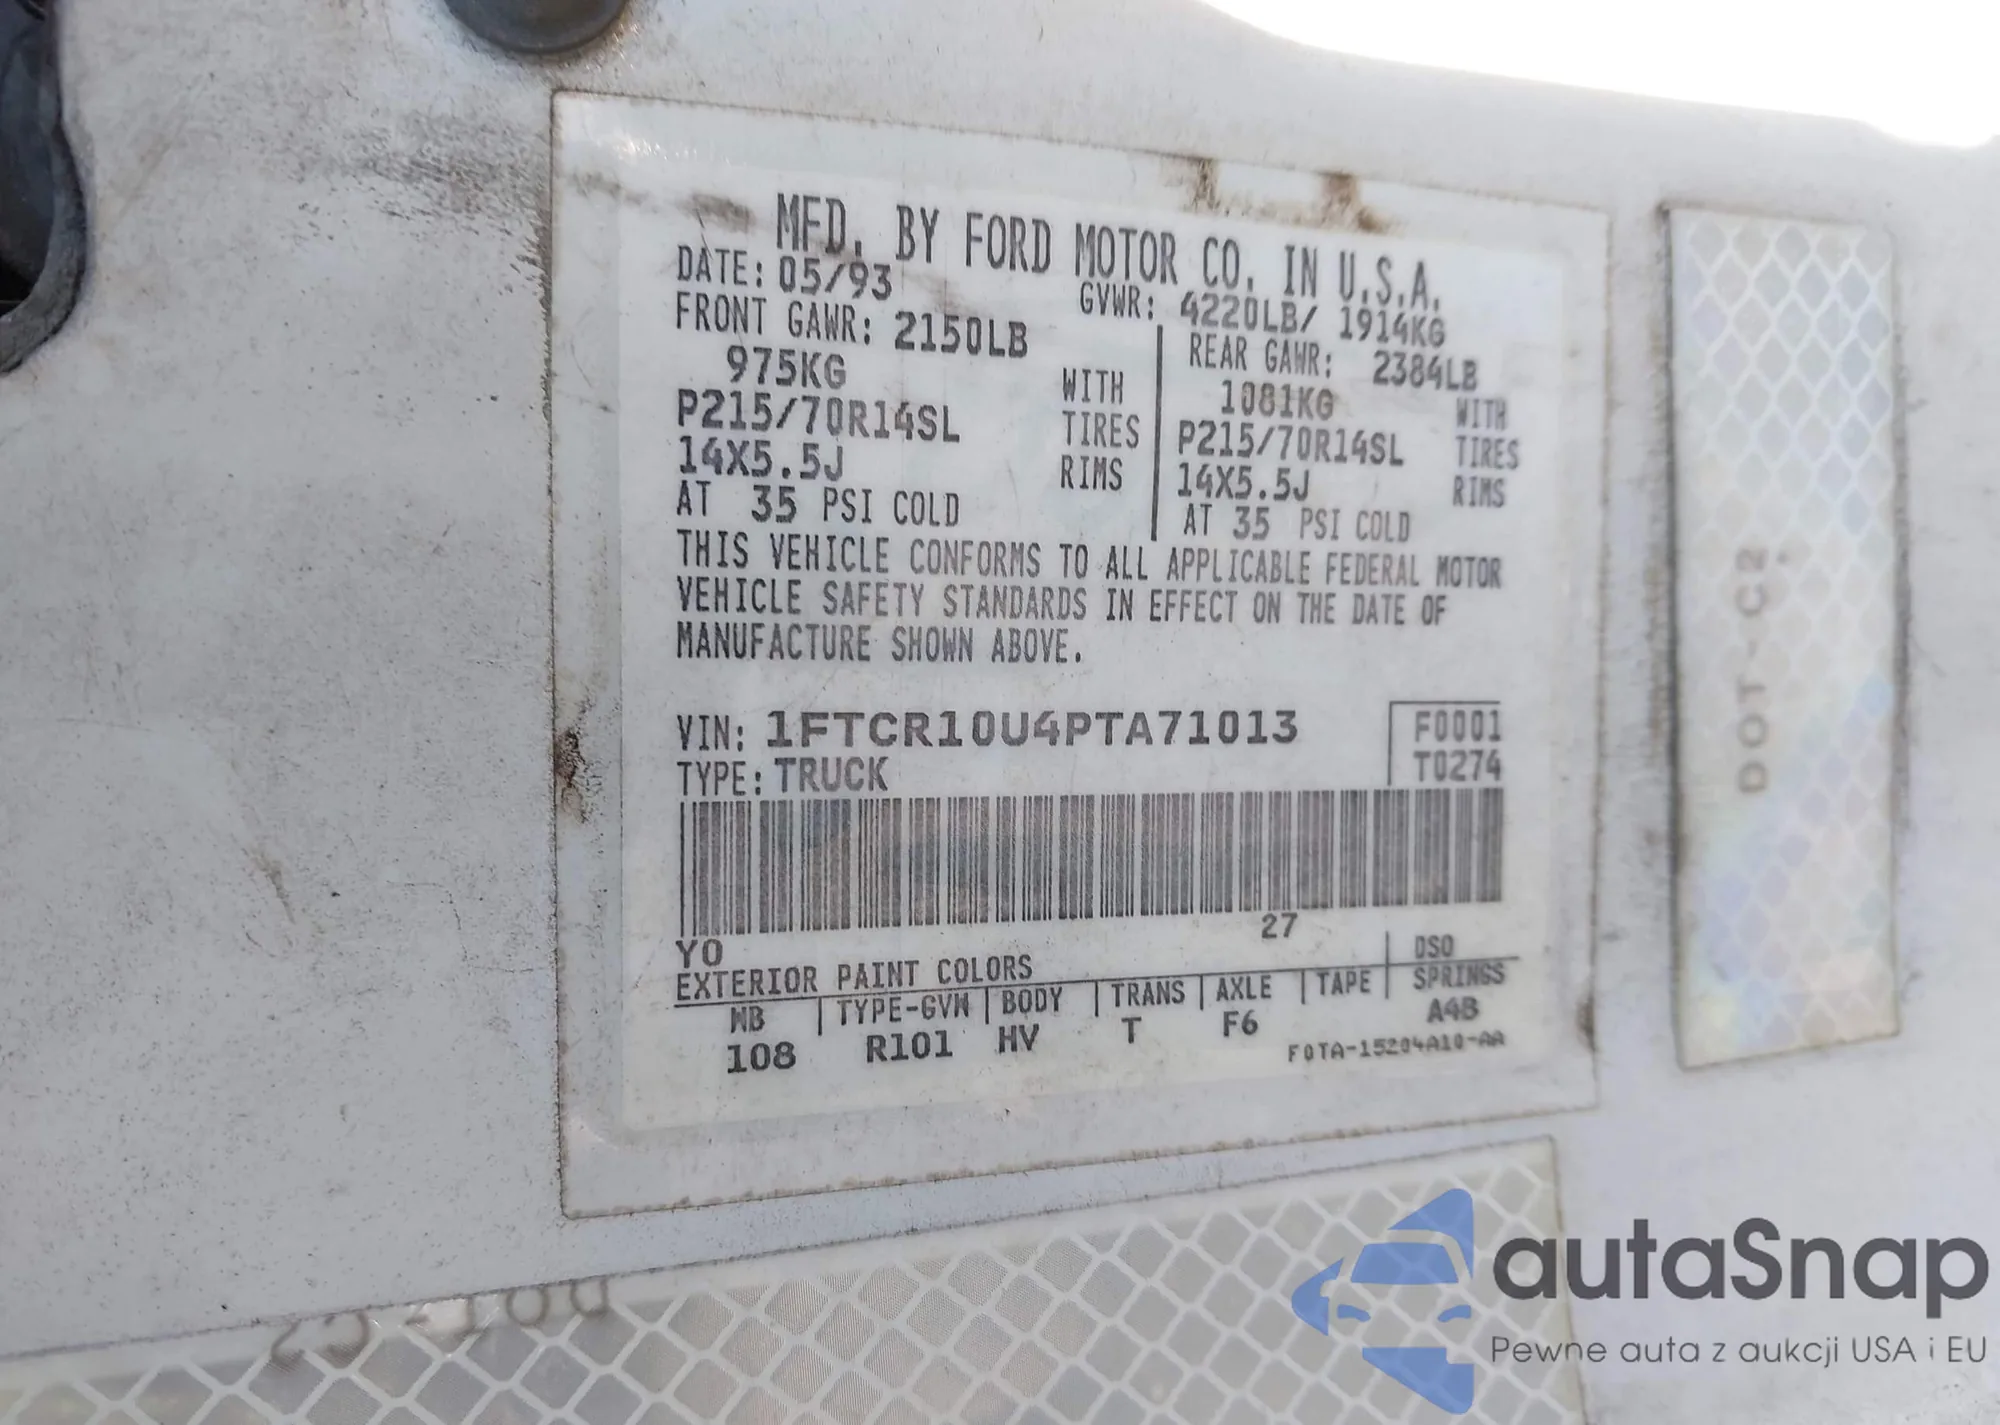 MFD. BY FORD MOTOR CO. IN U.S.A.
DATE: 05/93 GVWR: 4220LB/ 1914KG
FRONT GAWR: 2150LB REAR GAWR: 2384LB
975KG WITH 1081KG WITH
P215/70R14SL TIRES P215/70R14SL TIRES
14X5.5J RIMS 14X5.5J RIMS
AT 35 PSI COLD AT 35 PSI COLD
THIS VEHICLE CONFORMS TO ALL APPLICABLE FEDERAL MOTOR
VEHICLE SAFETY STANDARDS IN EFFECT ON THE DATE OF
MANUFACTURE SHOWN ABOVE.
VIN: 1FTCR10U4PTA71013 F0001
TYPE: TRUCK T0274
YO 27
EXTERIOR PAINT COLORS DSO
WB TYPE-GVW BODY TRANS AXLE TAPE SPRINGS
108 R101 HV T F6 A4B
F0TA-15204A10-AA
DOT-C2
DOT-C2
autaSnap
Pewne auta z aukcji USA i EU